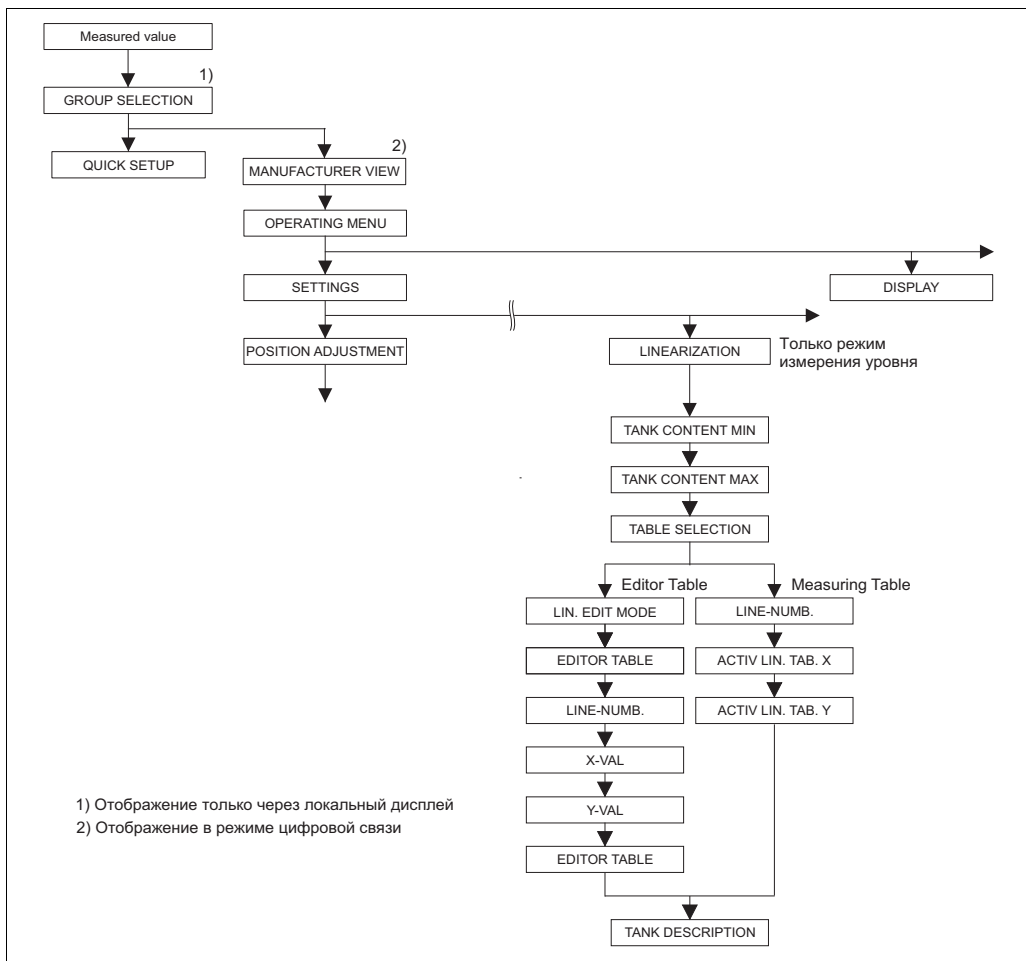 Measured value
1)
GROUP SELECTION
2)
QUICK SETUP
MANUFACTURER VIEW
OPERATING MENU
SETTINGS
DISPLAY
POSITION ADJUSTMENT
LINEARIZATION
Только режим
измерения уровня
TANK CONTENT MIN
TANK CONTENT MAX
TABLE SELECTION
Editor Table
Measuring Table
LIN. EDIT MODE
LINE-NUMB.
EDITOR TABLE
ACTIV LIN. TAB. X
LINE-NUMB.
ACTIV LIN. TAB. Y
X-VAL
Y-VAL
EDITOR TABLE
TANK DESCRIPTION
1) Отображение только через локальный дисплей
2) Отображение в режиме цифровой связи